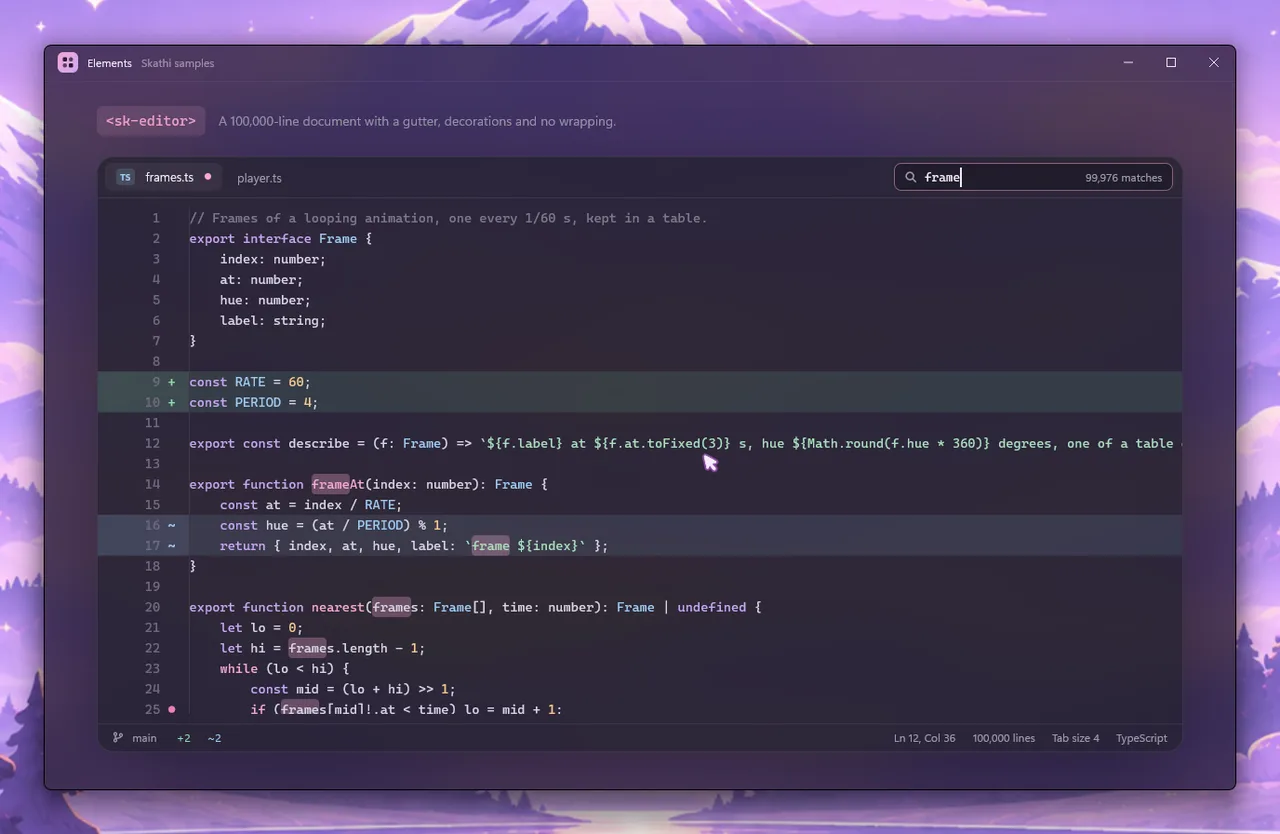 Elements Skathi samples
<sk-editor> A 100,000-line document with a gutter, decorations and no wrapping.
TS frames.ts player.ts frame 99,976 matches
1 // Frames of a looping animation, one every 1/60 s, kept in a table.
2 export interface Frame {
3     index: number;
4     at: number;
5     hue: number;
6     label: string;
7 }
8
9 + const RATE = 60;
10 + const PERIOD = 4;
11
12 export const describe = (f: Frame) => `${f.label} at ${f.at.toFixed(3)} s, hue ${Math.round(f.hue * 360)} degrees, one of a table
13
14 export function frameAt(index: number): Frame {
15     const at = index / RATE;
16 ~     const hue = (at / PERIOD) % 1;
17 ~     return { index, at, hue, label: `frame ${index}` };
18 }
19
20 export function nearest(frames: Frame[], time: number): Frame | undefined {
21     let lo = 0;
22     let hi = frames.length - 1;
23     while (lo < hi) {
24         const mid = (lo + hi) >> 1;
25         if (frames[mid]!.at < time) lo = mid + 1;
main +2 ~2 Ln 12, Col 36 100,000 lines Tab size 4 TypeScript